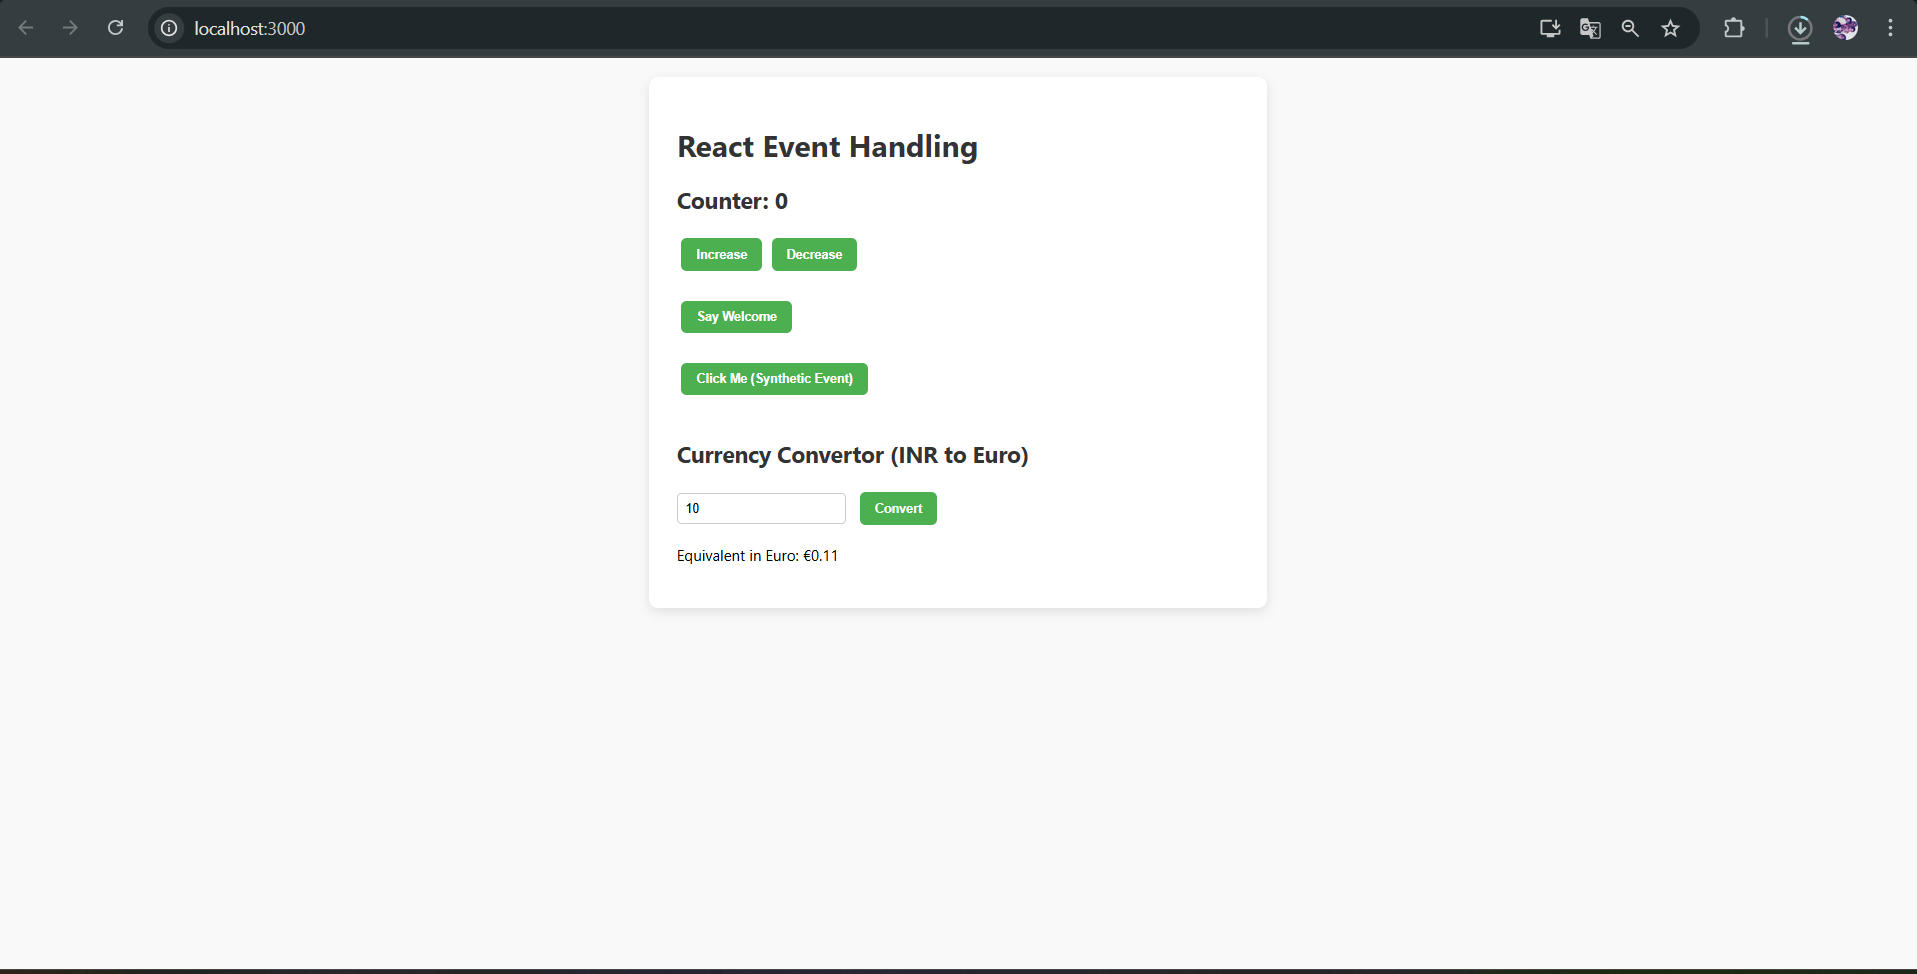 localhost:3000
React Event Handling
Counter: 0
Increase Decrease
Say Welcome
Click Me (Synthetic Event)
Currency Convertor (INR to Euro)
10 Convert
Equivalent in Euro: €0.11